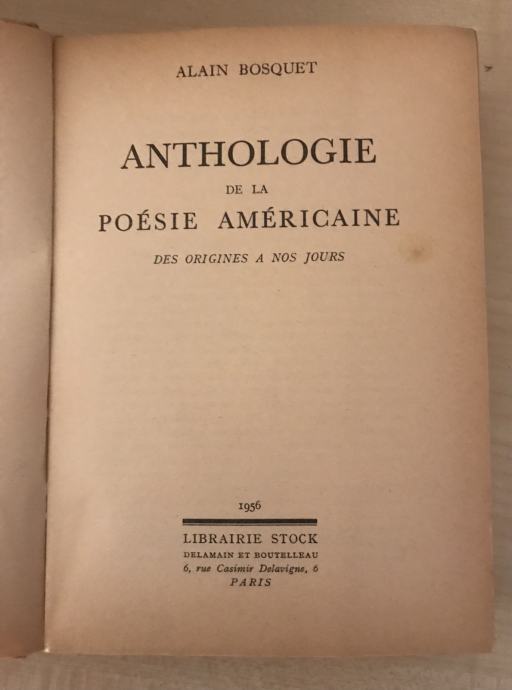 ALAIN BOSQUET
ANTHOLOGIE
DE LA
POÉSIE AMÉRICAINE
DES ORIGINES A NOS JOURS
1956
LIBRAIRIE STOCK
DELAMAIN ET BOUTELLEAU
6, rue Casimir Delavigne, 6
PARIS